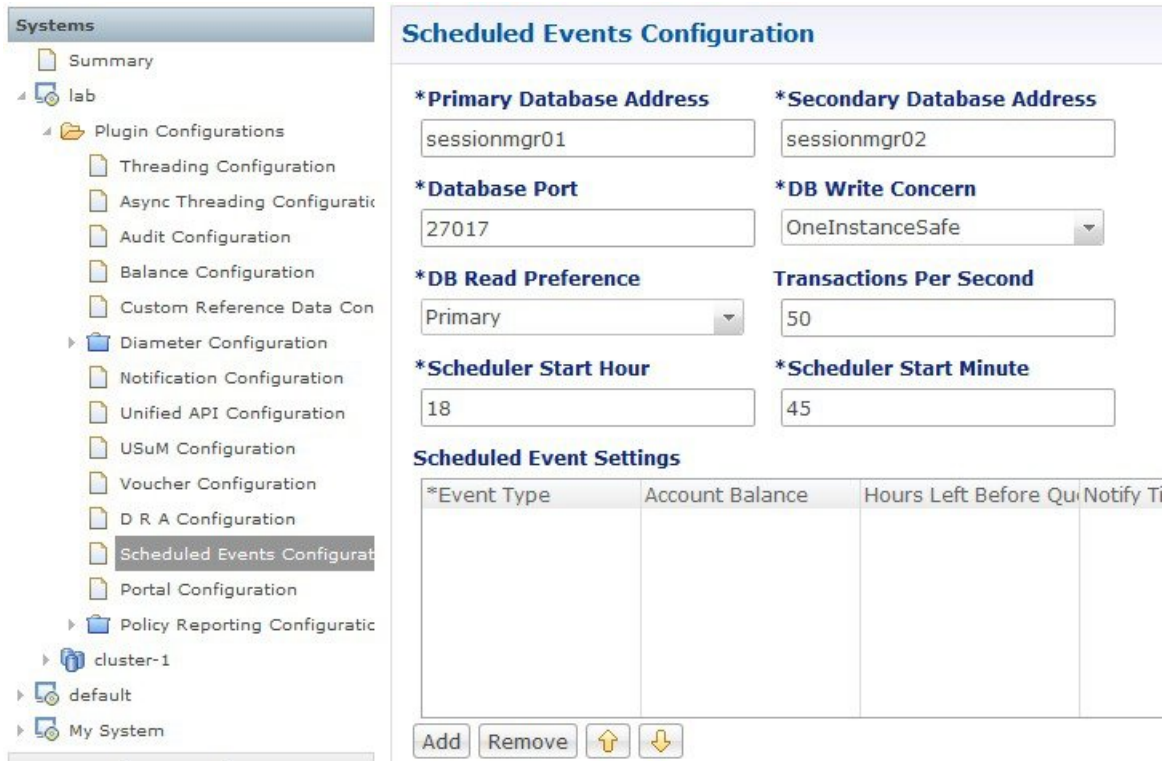 Systems
Summary
lab
Plugin Configurations
Threading Configuration
Async Threading Configuratic
Audit Configuration
Balance Configuration
Custom Reference Data Con
Diameter Configuration
Notification Configuration
Unified API Configuration
USuM Configuration
Voucher Configuration
D R A Configuration
Scheduled Events Configurat
Portal Configuration
Policy Reporting Configuratic
cluster-1
default
My System
Scheduled Events Configuration
*Primary Database Address *Secondary Database Address
sessionmgr01 sessionmgr02
*Database Port *DB Write Concern
27017 OneInstanceSafe
*DB Read Preference Transactions Per Second
Primary 50
*Scheduler Start Hour *Scheduler Start Minute
18 45
Scheduled Event Settings
*Event Type Account Balance Hours Left Before Qu Notify Ti
Add Remove